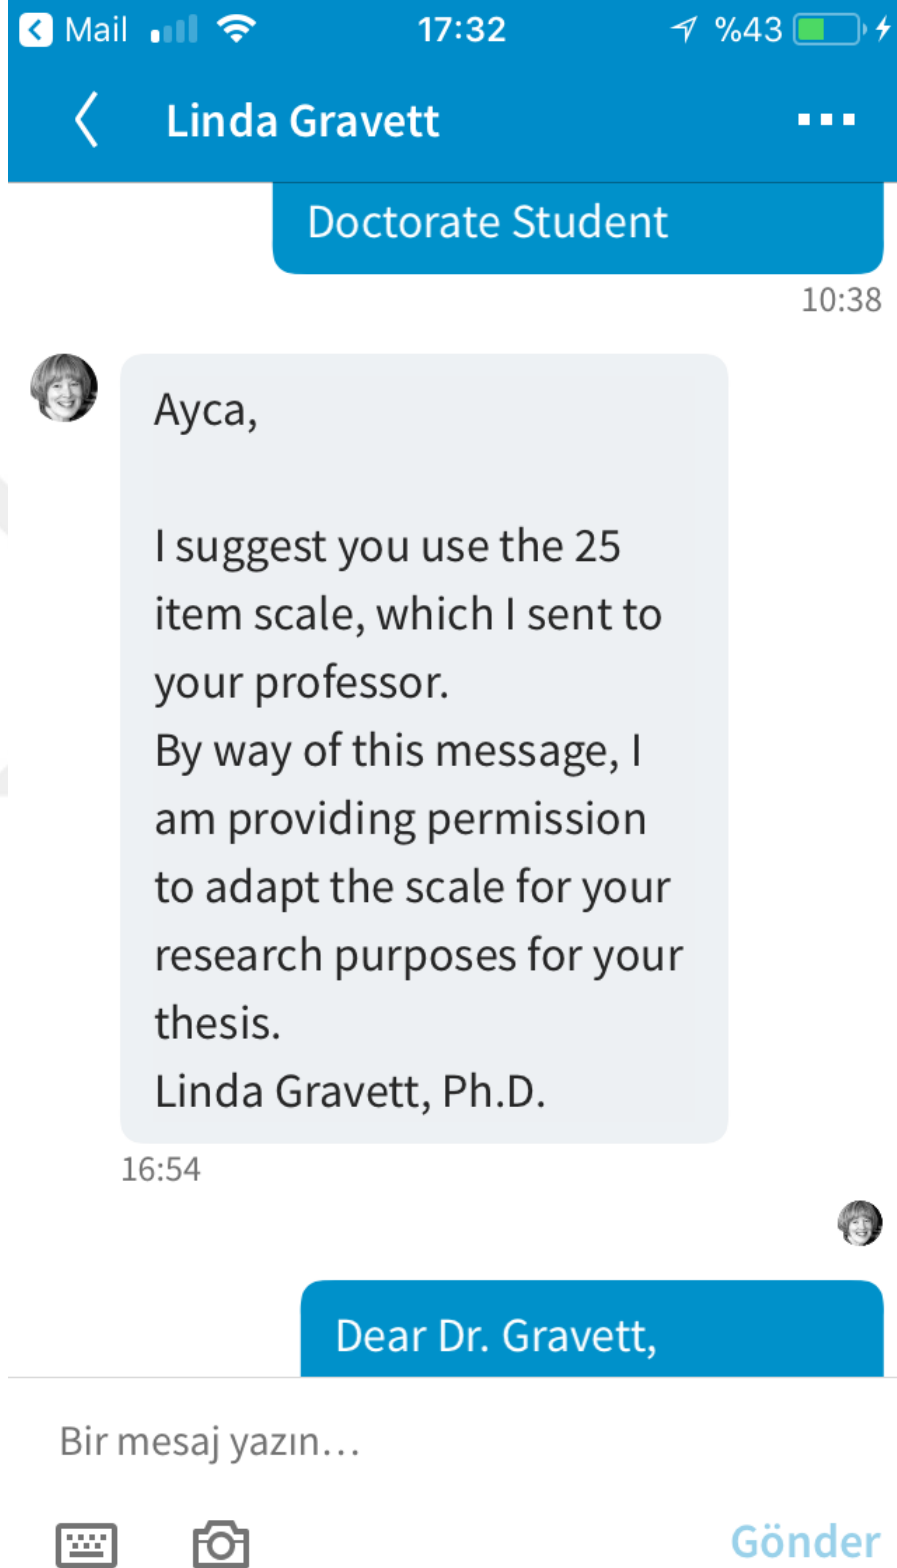 Mail 17:32 %43
Linda Gravett
Doctorate Student
10:38
Ayca,
I suggest you use the 25
item scale, which I sent to
your professor.
By way of this message, I
am providing permission
to adapt the scale for your
research purposes for your
thesis.
Linda Gravett, Ph.D.
16:54
Dear Dr. Gravett,
Bir mesaj yazın...
Gönder